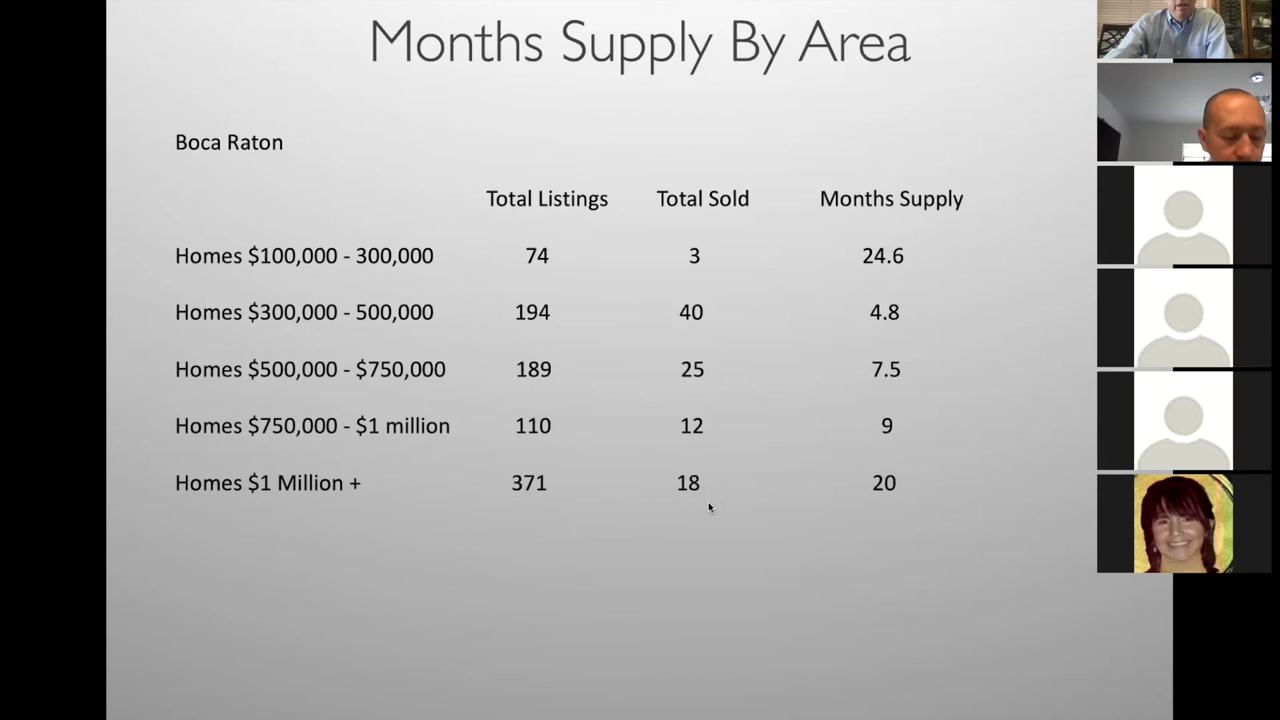 Months Supply By Area
Boca Raton
Total Listings Total Sold Months Supply
Homes $100,000 - 300,000 74 3 24.6
Homes $300,000 - 500,000 194 40 4.8
Homes $500,000 - $750,000 189 25 7.5
Homes $750,000 - $1 million 110 12 9
Homes $1 Million + 371 18 20